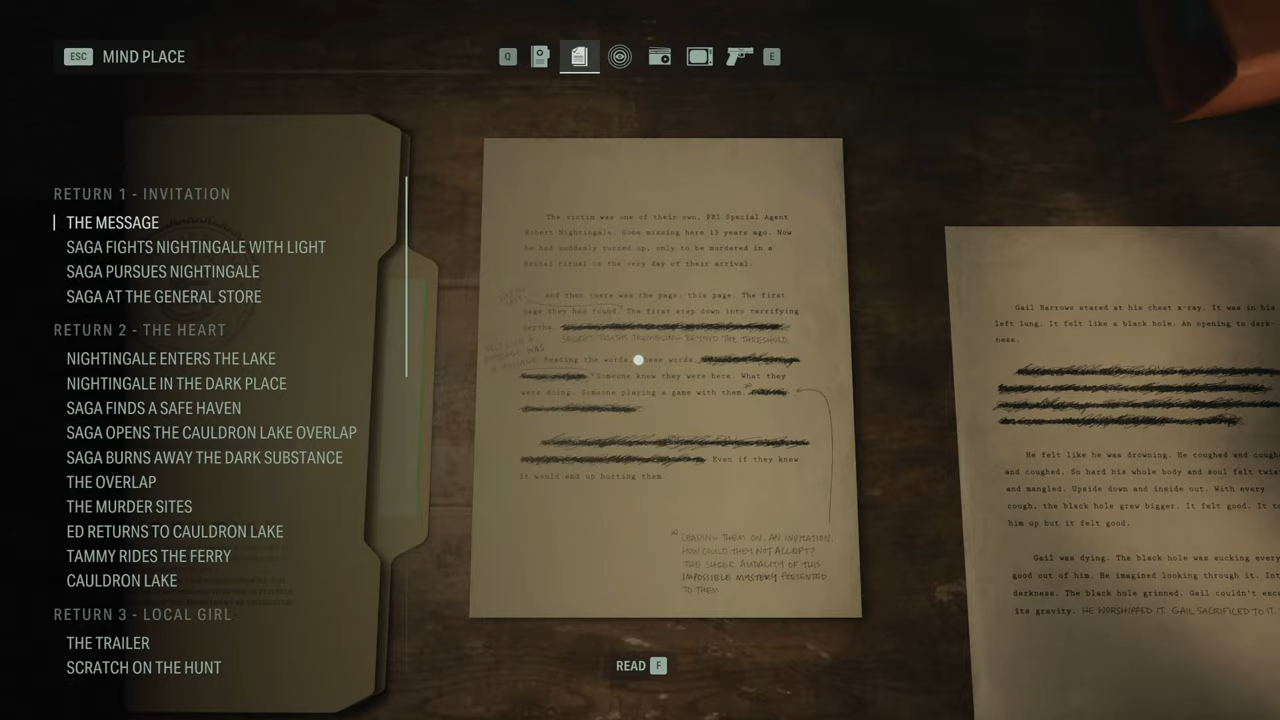 ESC MIND PLACE
Q
E
RETURN 1 - INVITATION
THE MESSAGE
SAGA FIGHTS NIGHTINGALE WITH LIGHT
SAGA PURSUES NIGHTINGALE
SAGA AT THE GENERAL STORE
RETURN 2 - THE HEART
NIGHTINGALE ENTERS THE LAKE
NIGHTINGALE IN THE DARK PLACE
SAGA FINDS A SAFE HAVEN
SAGA OPENS THE CAULDRON LAKE OVERLAP
SAGA BURNS AWAY THE DARK SUBSTANCE
THE OVERLAP
THE MURDER SITES
ED RETURNS TO CAULDRON LAKE
TAMMY RIDES THE FERRY
CAULDRON LAKE
RETURN 3 - LOCAL GIRL
THE TRAILER
SCRATCH ON THE HUNT
The victim was one of their own, FBI Special Agent
Robert Nightingale. Gone missing here 13 years ago. Now
he had suddenly turned up, only to be murdered in a
brutal ritual on the very day of their arrival.
And then there was the page, this page. The first
page they had found. The first step down into terrifying
depths.
SECRET TRUTHS TREMBLING BEYOND THE THRESHOLD.
Reading the words, these words,
Someone knew they were here. What they
were doing. Someone playing a game with them.
Even if they knew
it would end up hurting them.
* LEADING THEM ON. AN INVITATION.
HOW COULD THEY NOT ACCEPT?
THE SHEER AUDACITY OF THIS
IMPOSSIBLE MYSTERY PRESENTED
TO THEM
Gail Barrows stared at his chest x-ray. It was in his
left lung. It felt like a black hole. An opening to dark-
ness.
He felt like he was drowning. He coughed and
and coughed. So hard his whole body and soul felt
and mangled. Upside down and inside out. With every
cough, the black hole grew bigger. It felt good. It
him up but it felt good.
Gail was dying. The black hole was sucking every
good out of him. He imagined looking through it.
darkness. The black hole grinned. Gail couldn't
its gravity. HE WORSHIPPED IT. GAIL SACRIFICED TO IT.
READ F